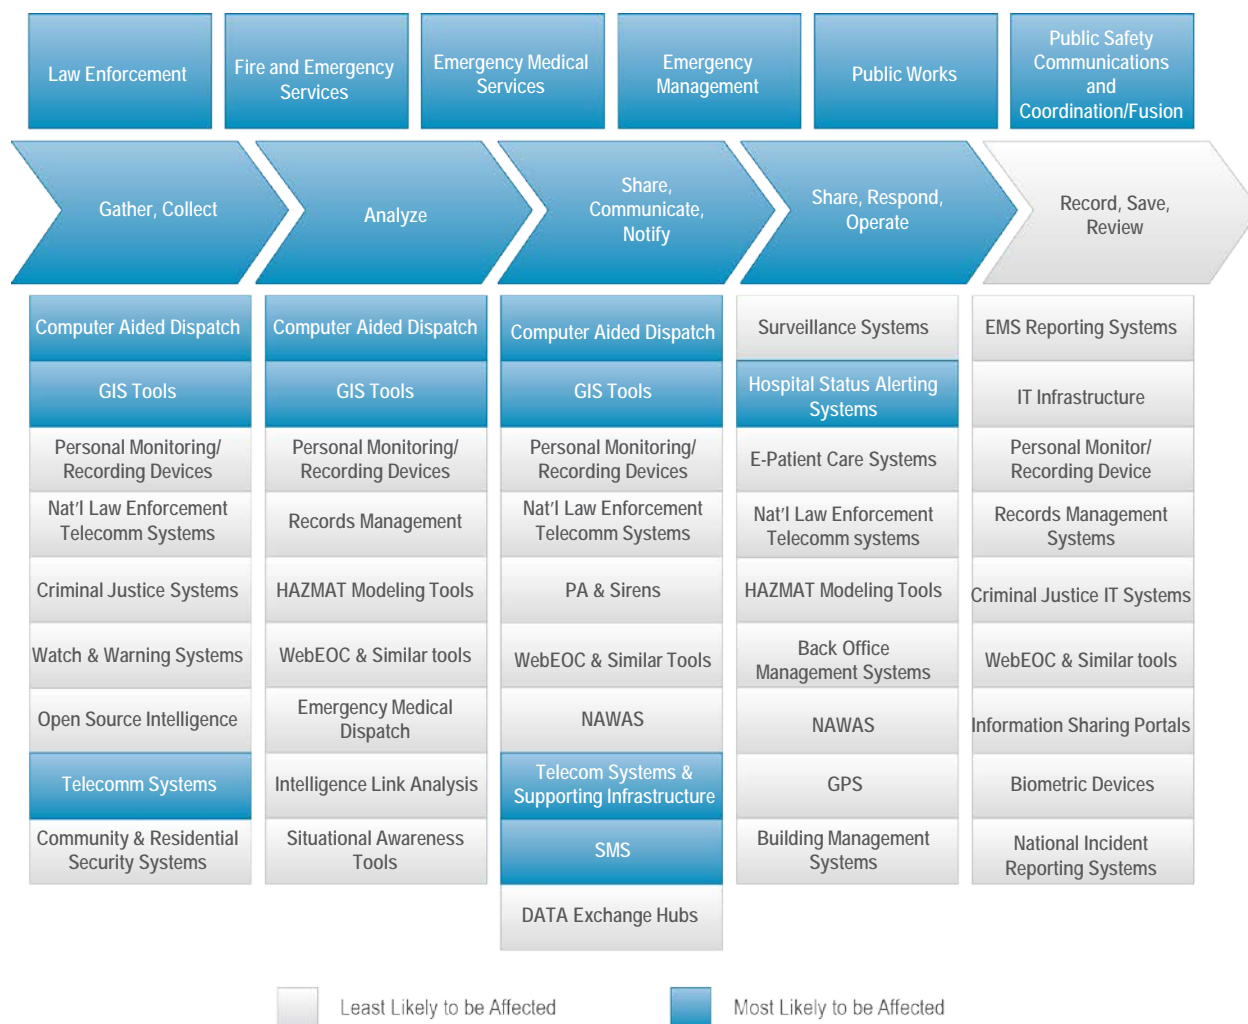 Law Enforcement
Fire and Emergency
Services
Emergency Medical
Services
Emergency
Management
Public Works
Public Safety
Communications
and
Coordination/Fusion
Gather, Collect
Analyze
Share,
Communicate,
Notify
Share, Respond,
Operate
Record, Save,
Review
Computer Aided Dispatch
GIS Tools
Personal Monitoring/
Recording Devices
Nat'l Law Enforcement
Telecomm Systems
Criminal Justice Systems
Watch & Warning Systems
Open Source Intelligence
Telecomm Systems
Community & Residential
Security Systems
Computer Aided Dispatch
GIS Tools
Personal Monitoring/
Recording Devices
Records Management
HAZMAT Modeling Tools
WebEOC & Similar tools
Emergency Medical
Dispatch
Intelligence Link Analysis
Situational Awareness
Tools
Computer Aided Dispatch
GIS Tools
Personal Monitoring/
Recording Devices
Nat'l Law Enforcement
Telecomm Systems
PA & Sirens
WebEOC & Similar Tools
NAWAS
Telecom Systems &
Supporting Infrastructure
SMS
DATA Exchange Hubs
Surveillance Systems
Hospital Status Alerting
Systems
E-Patient Care Systems
Nat'l Law Enforcement
Telecomm systems
HAZMAT Modeling Tools
Back Office
Management Systems
NAWAS
GPS
Building Management
Systems
EMS Reporting Systems
IT Infrastructure
Personal Monitor/
Recording Device
Records Management
Systems
Criminal Justice IT Systems
WebEOC & Similar tools
Information Sharing Portals
Biometric Devices
National Incident
Reporting Systems
Least Likely to be Affected
Most Likely to be Affected